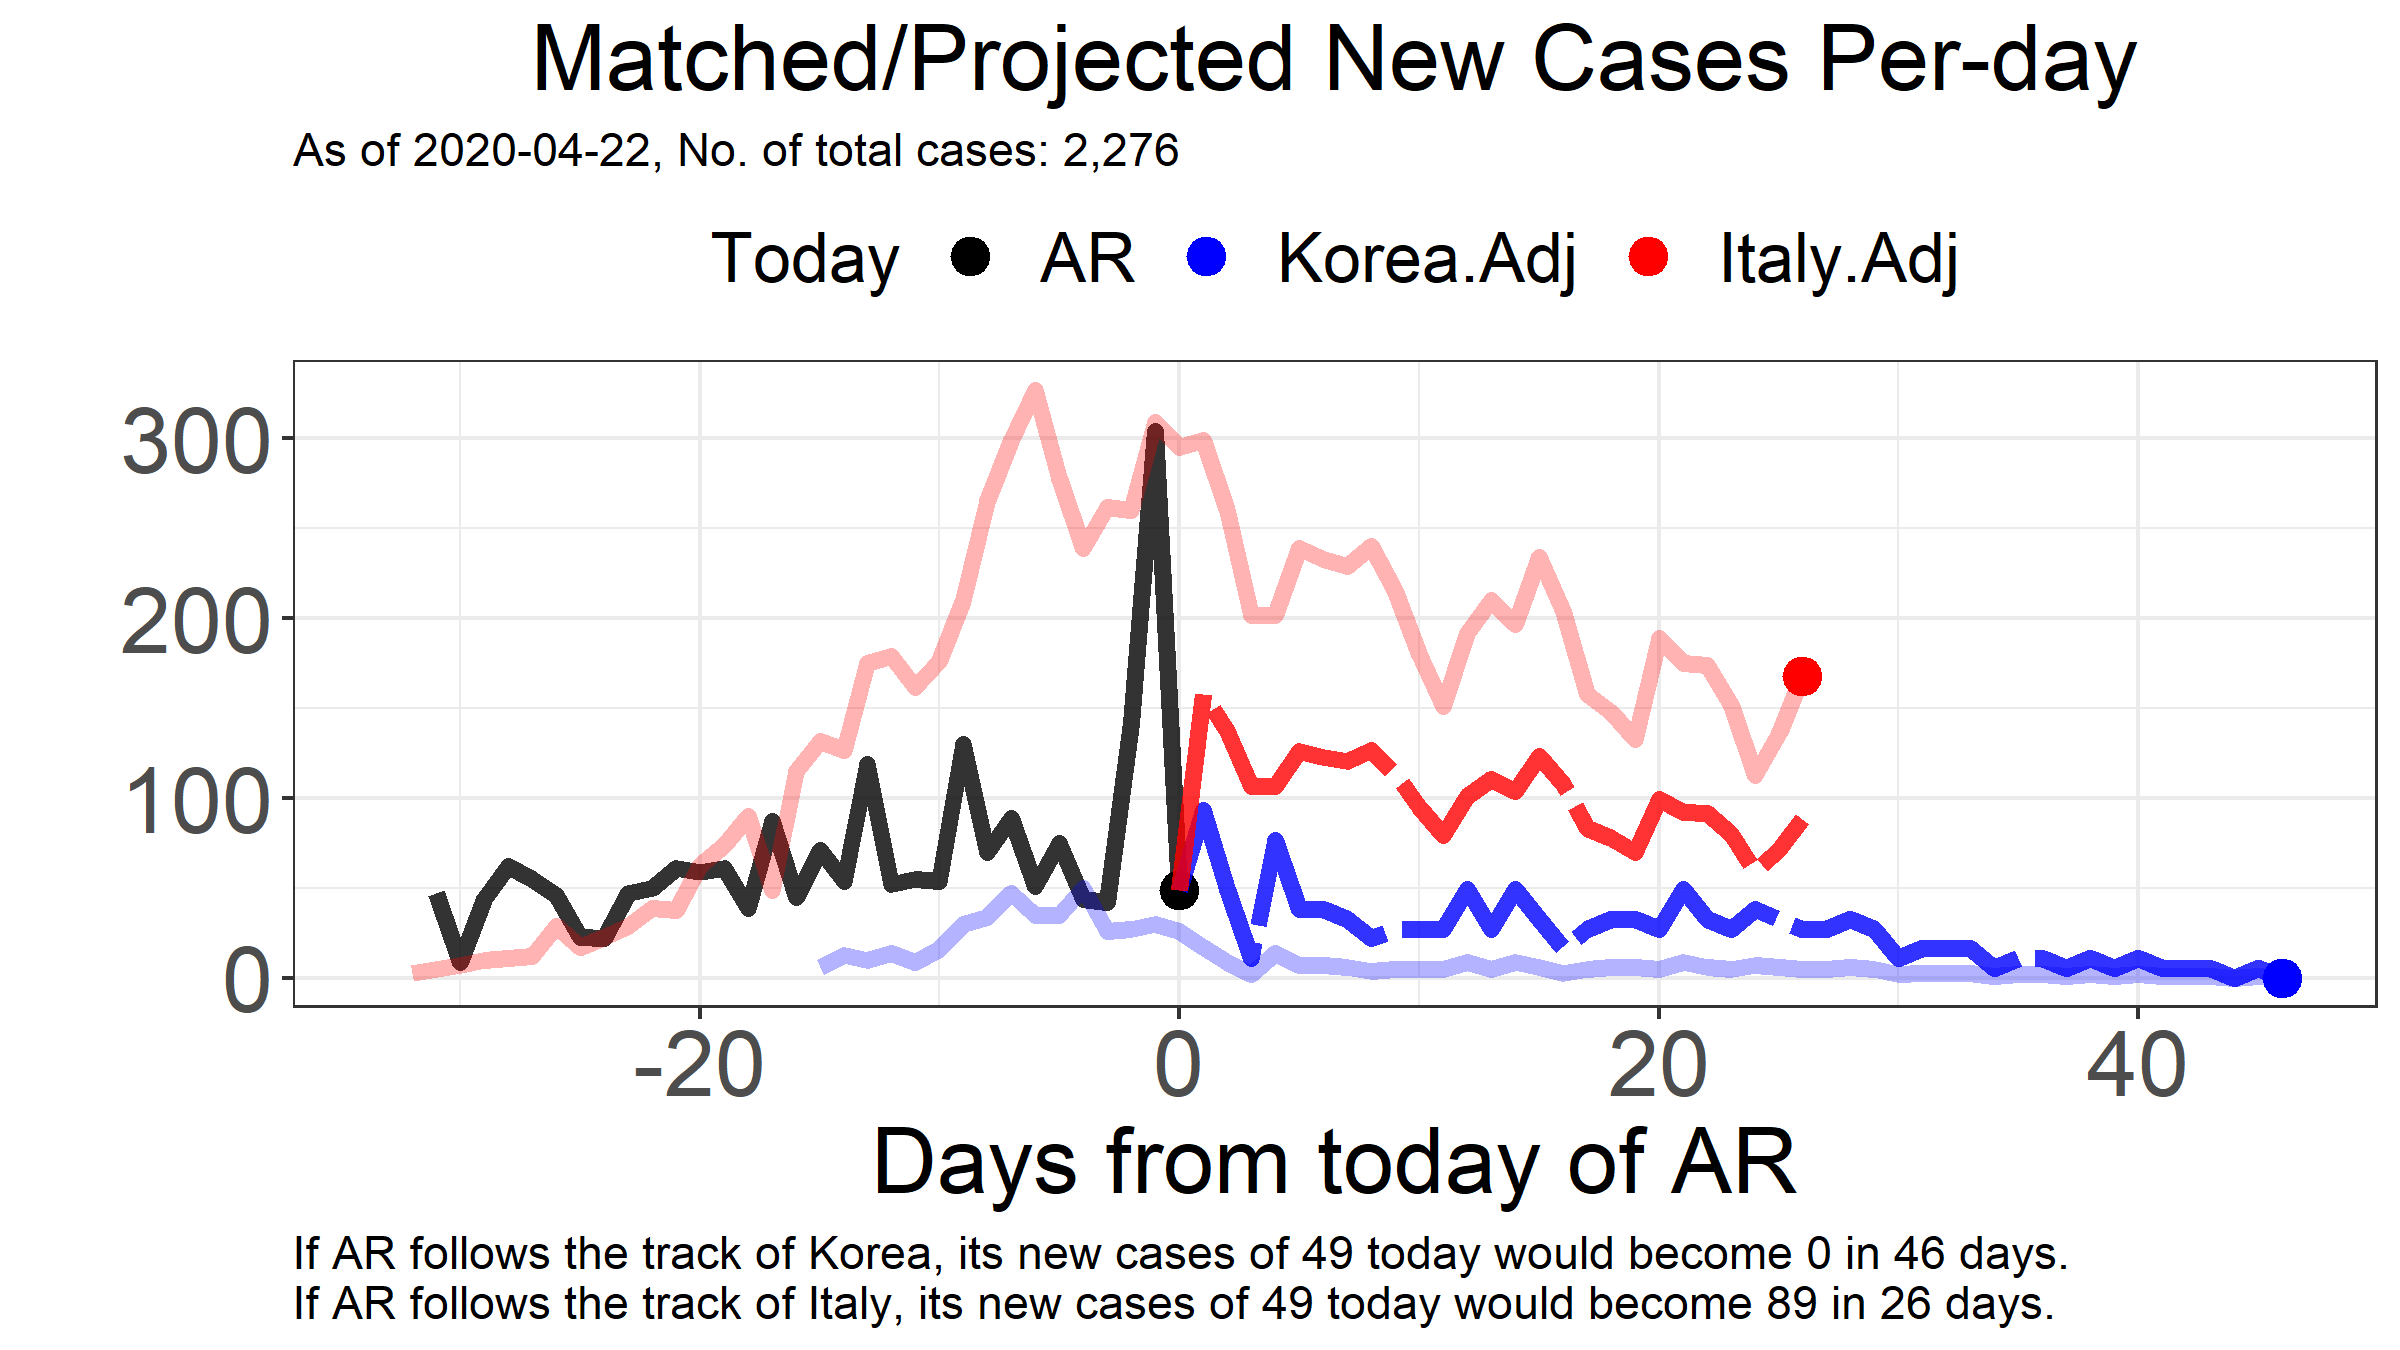 Matched/Projected New Cases Per-day
As of 2020-04-22, No. of total cases: 2,276
Today AR Korea.Adj Italy.Adj
300
200
100
0
-20 0 20 40
Days from today of AR
If AR follows the track of Korea, its new cases of 49 today would become 0 in 46 days.
If AR follows the track of Italy, its new cases of 49 today would become 89 in 26 days.